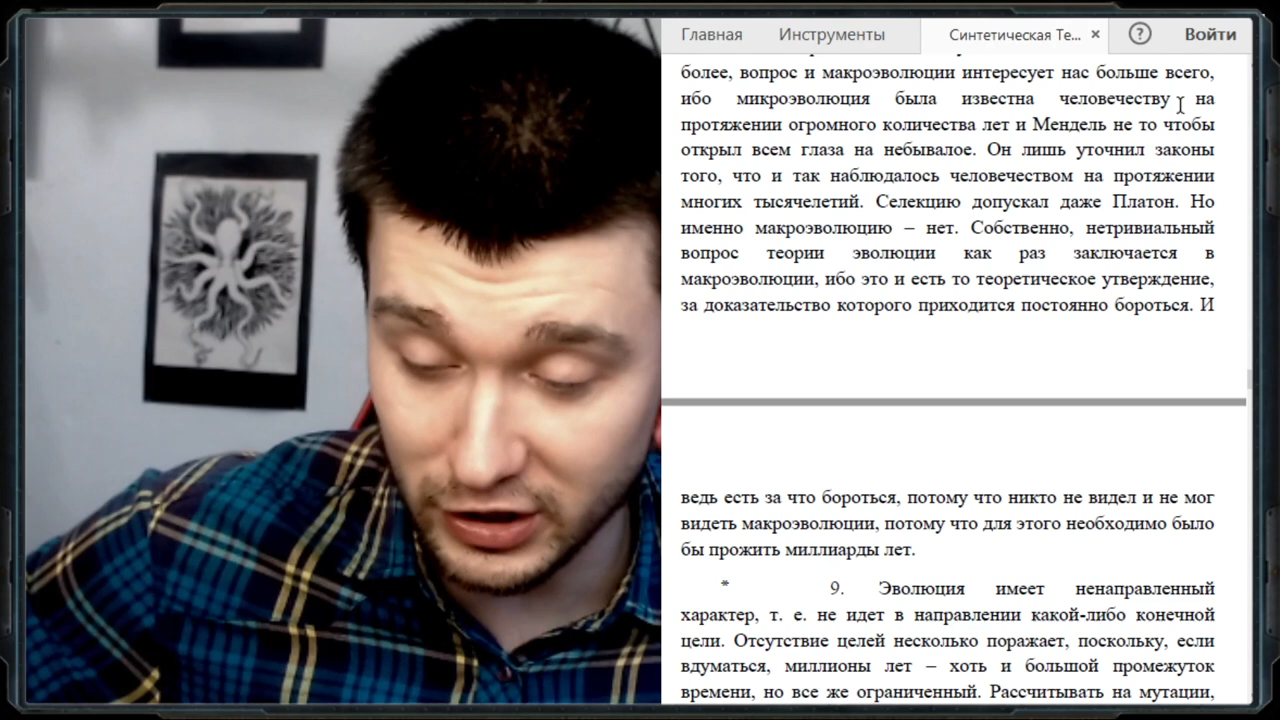 Главная Инструменты Синтетическая Те... × ? Войти
более, вопрос и макроэволюции интересует нас больше всего,
ибо микроэволюция была известна человечеству на
протяжении огромного количества лет и Мендель не то чтобы
открыл всем глаза на небывалое. Он лишь уточнил законы
того, что и так наблюдалось человечеством на протяжении
многих тысячелетий. Селекцию допускал даже Платон. Но
именно макроэволюцию – нет. Собственно, нетривиальный
вопрос теории эволюции как раз заключается в
макроэволюции, ибо это и есть то теоретическое утверждение,
за доказательство которого приходится постоянно бороться. И
ведь есть за что бороться, потому что никто не видел и не мог
видеть макроэволюции, потому что для этого необходимо было
бы прожить миллиарды лет.
* 9. Эволюция имеет ненаправленный
характер, т. е. не идет в направлении какой-либо конечной
цели. Отсутствие целей несколько поражает, поскольку, если
вдуматься, миллионы лет – хоть и большой промежуток
времени, но все же ограниченный. Рассчитывать на мутации,